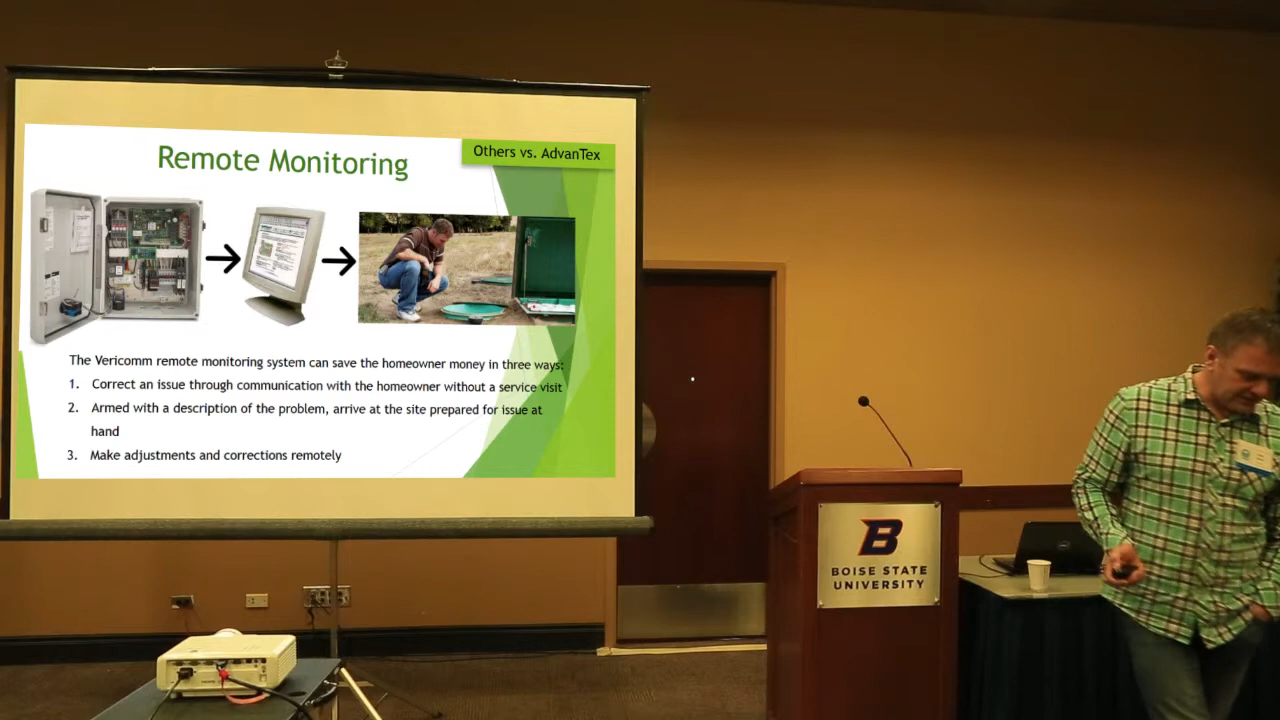 Others vs. AdvanTex
Remote Monitoring
The Vericomm remote monitoring system can save the homeowner money in three ways:
1. Correct an issue through communication with the homeowner without a service visit
2. Armed with a description of the problem, arrive at the site prepared for issue at
hand
3. Make adjustments and corrections remotely
B
BOISE STATE
UNIVERSITY